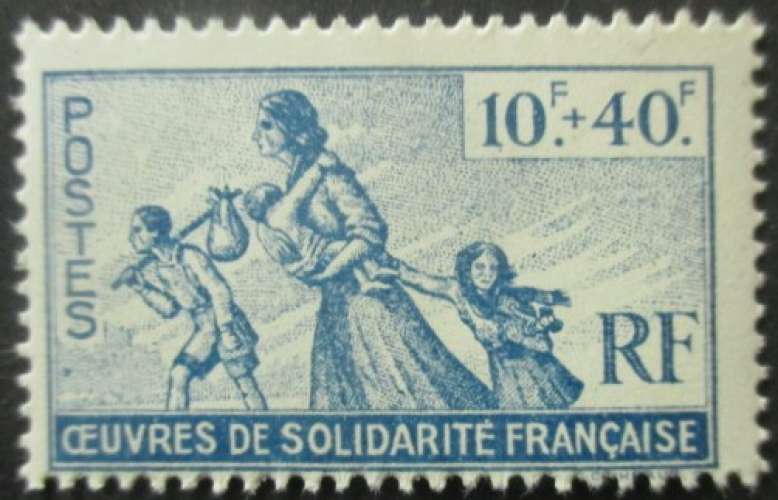 POSTES
10F.+40F.
RF
ŒUVRES DE SOLIDARITÉ FRANÇAISE